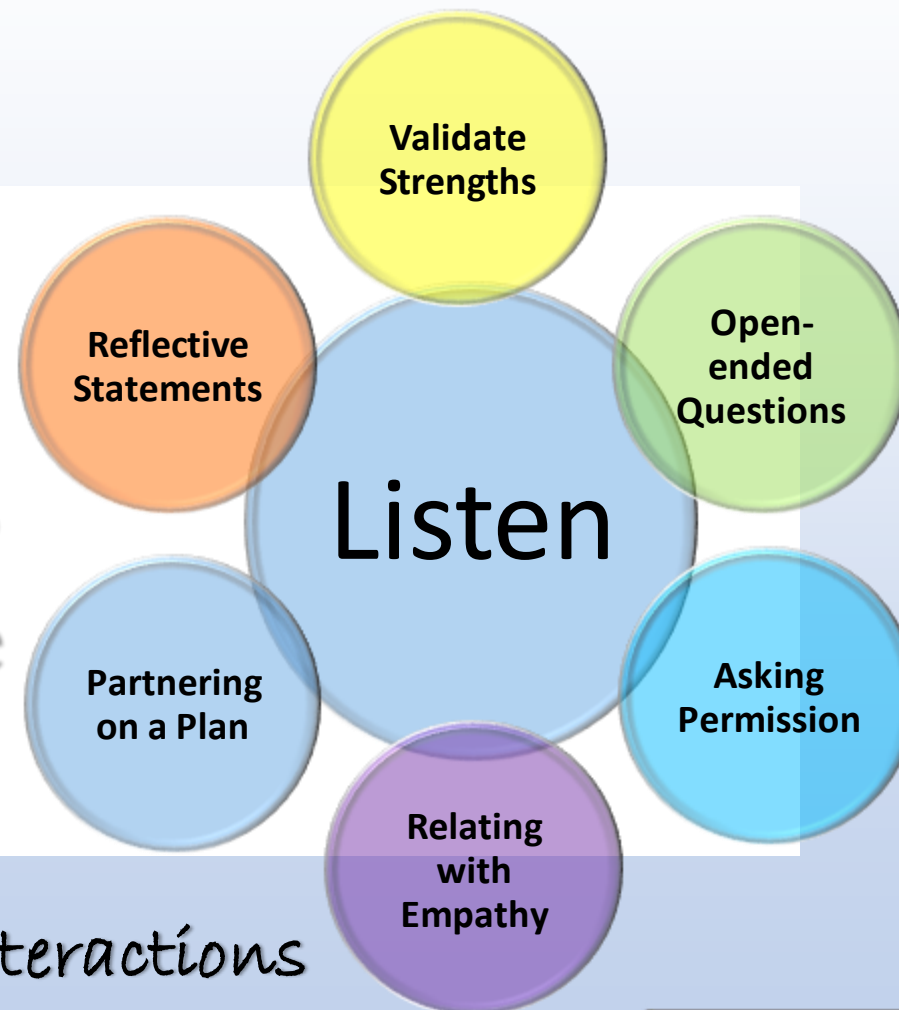 Validate
Strengths
Open-
ended
Questions
Reflective
Statements
Listen
Asking
Permission
Partnering
on a Plan
Relating
with
Empathy
teractions